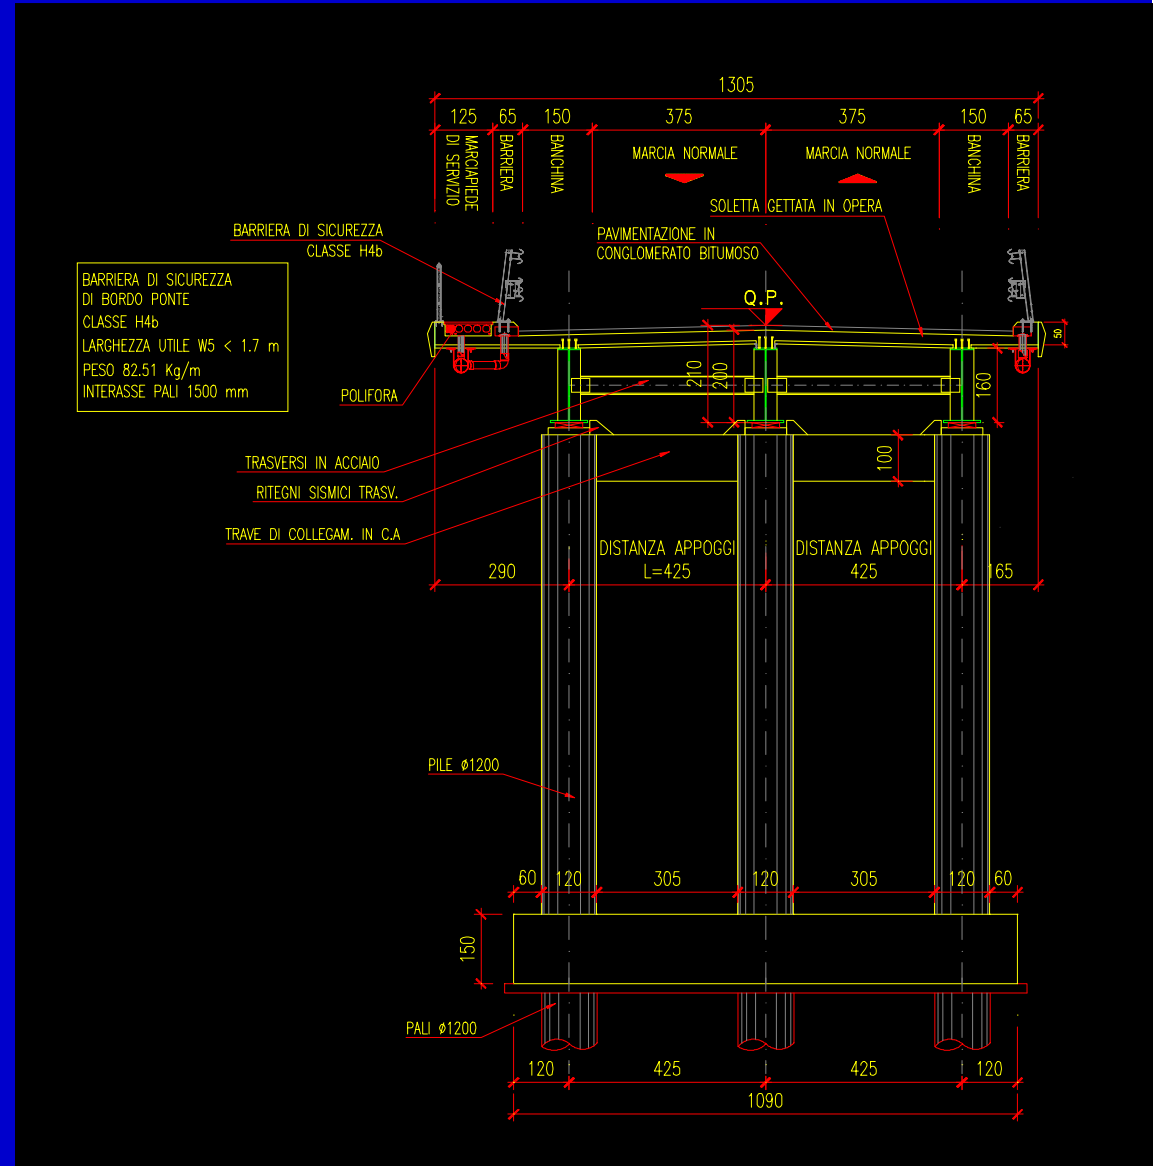 1305
125 65 150 375 375 150 65
MARCIAPIEDE
DI SERVIZIO
BARRIERA
BANCHINA
MARCIA NORMALE
MARCIA NORMALE
BANCHINA
BARRIERA
SOLETTA GETTATA IN OPERA
BARRIERA DI SICUREZZA
CLASSE H4b
PAVIMENTAZIONE IN
CONGLOMERATO BITUMOSO
BARRIERA DI SICUREZZA
DI BORDO PONTE
CLASSE H4b
LARGHEZZA UTILE W5 < 1.7 m
PESO 82.51 Kg/m
INTERASSE PALI 1500 mm
Q.P.
50
210
200
160
POLIFORA
100
TRASVERSI IN ACCIAIO
RITEGNI SISMICI TRASV.
TRAVE DI COLLEGAM. IN C.A
DISTANZA APPOGGI
L=425
DISTANZA APPOGGI
425
290
165
PILE ø1200
60 120 305 120 305 120 60
150
PALI ø1200
120 425 425 120
1090